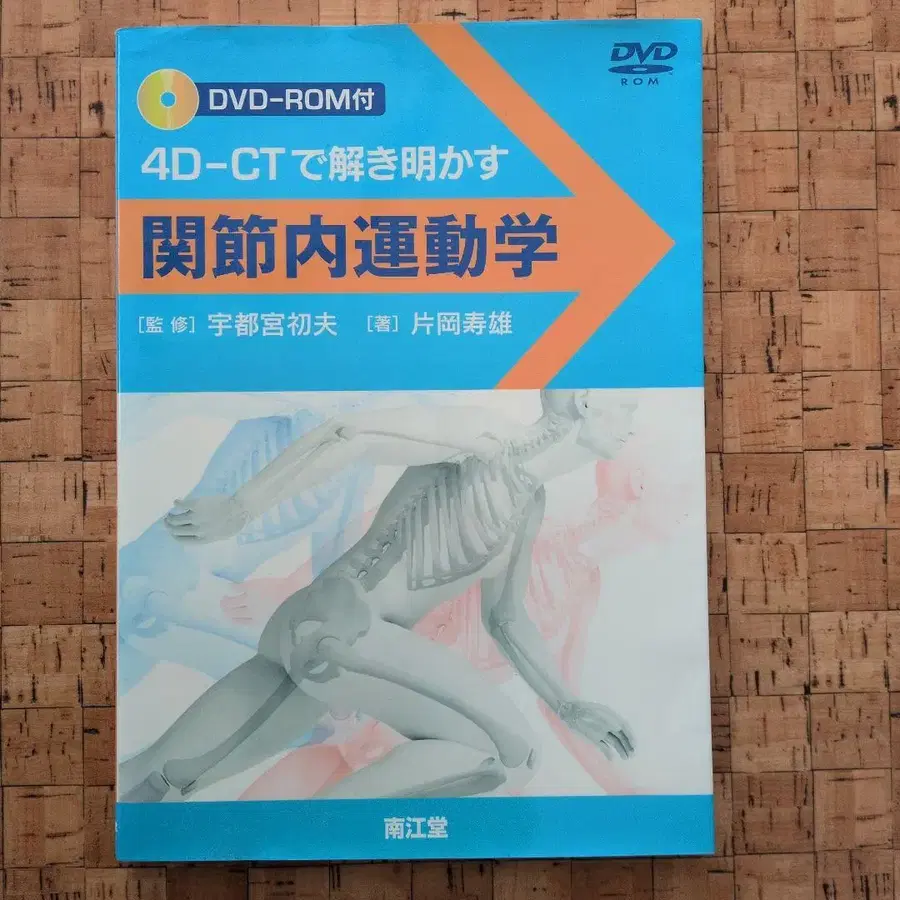 DVD-ROM付
DVD
ROM
4D-CTで解き明かす
関節内運動学
[監修] 宇都宮初夫 [著] 片岡寿雄
南江堂